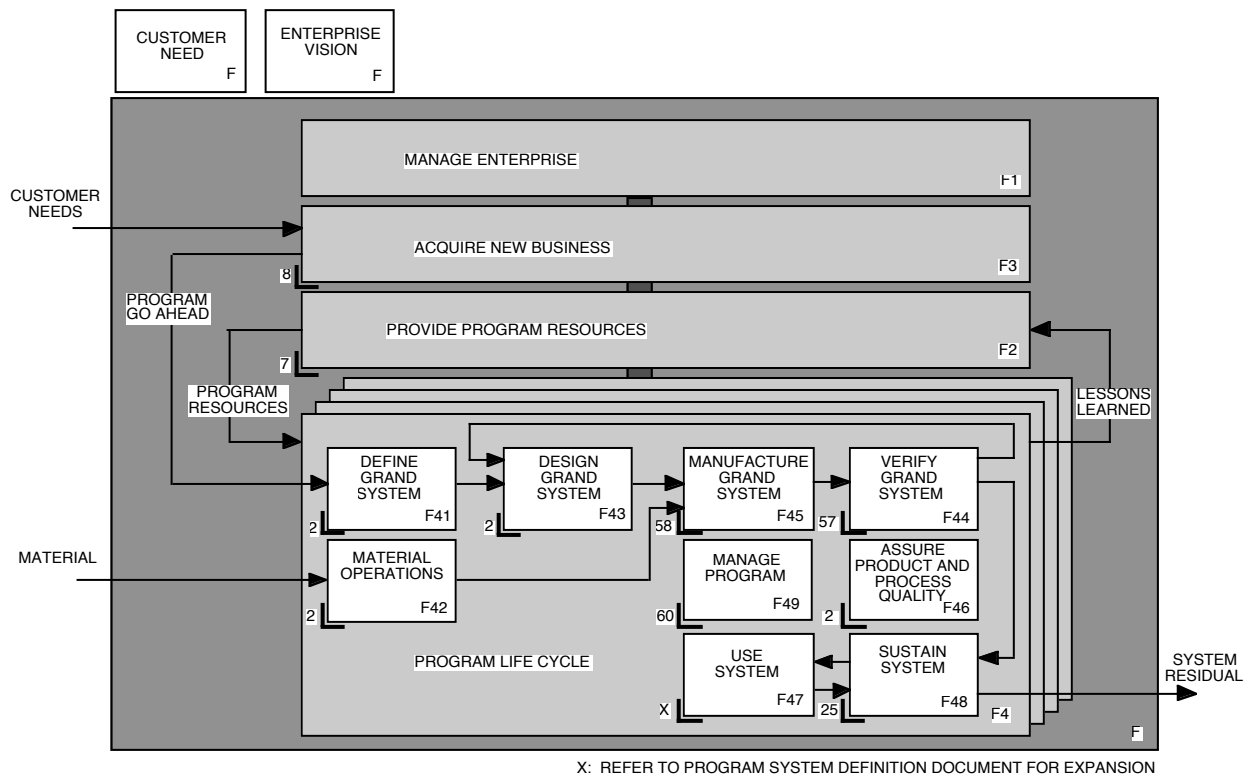 CUSTOMER
NEED
F
ENTERPRISE
VISION
F
MANAGE ENTERPRISE
F1
CUSTOMER
NEEDS
ACQUIRE NEW BUSINESS
F3
8
PROGRAM
GO AHEAD
PROVIDE PROGRAM RESOURCES
F2
7
PROGRAM
RESOURCES
LESSONS
LEARNED
DEFINE
GRAND
SYSTEM
F41
2
DESIGN
GRAND
SYSTEM
F43
2
MANUFACTURE
GRAND
SYSTEM
F45
58
VERIFY
GRAND
SYSTEM
F44
57
MATERIAL
MATERIAL
OPERATIONS
F42
2
MANAGE
PROGRAM
F49
60
ASSURE
PRODUCT AND
PROCESS
QUALITY
F46
2
PROGRAM LIFE CYCLE
USE
SYSTEM
F47
X
SUSTAIN
SYSTEM
F48
25
F4
SYSTEM
RESIDUAL
F
X: REFER TO PROGRAM SYSTEM DEFINITION DOCUMENT FOR EXPANSION